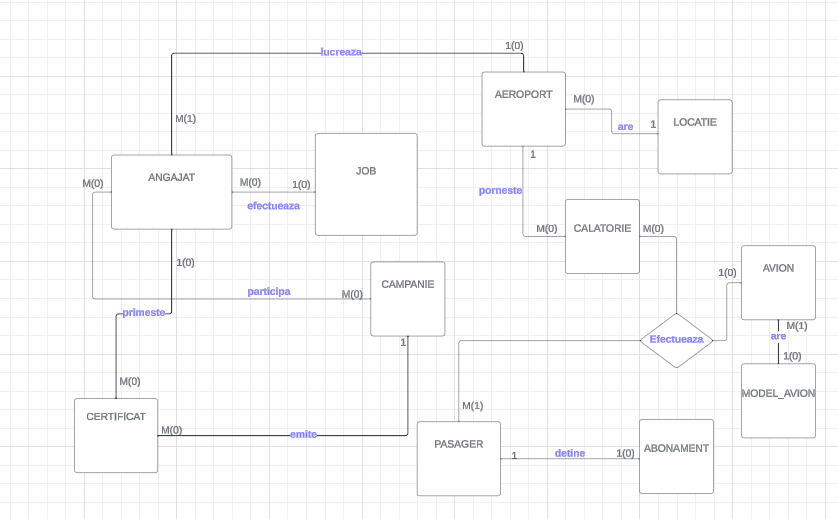 lucreaza
1(0)
AEROPORT
M(0)
LOCATIE
are
1
M(1)
1
JOB
ANGAJAT
M(0)
M(0)
1(0)
efectueaza
porneste
M(0)
CALATORIE
M(0)
1(0)
participa
M(0)
CAMPANIE
1(0)
AVION
primeste
1
Efectueaza
M(1)
are
1(0)
M(0)
MODEL_AVION
CERTIFICAT
M(0)
emite
M(1)
PASAGER
1
detine
1(0)
ABONAMENT